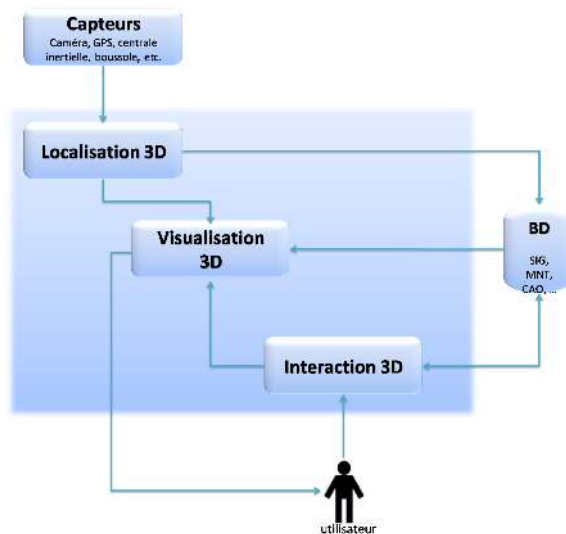 Capteurs
Caméra, GPS, centrale
inertielle, boussole, etc.
Localisation 3D
Visualisation
3D
BD
SIG,
MNT,
CAO, ...
Interaction 3D
utilisateur